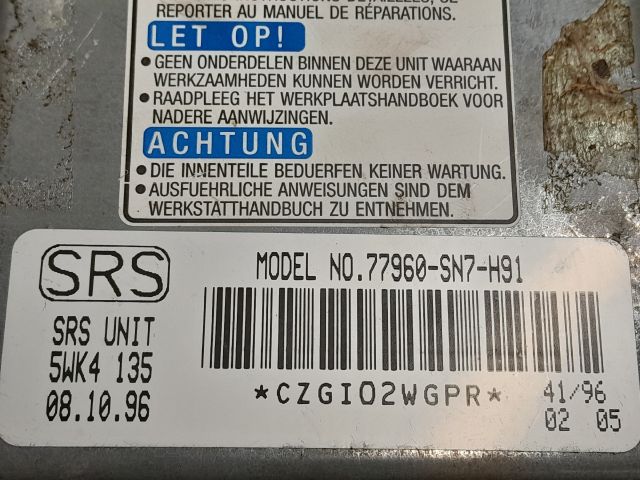 REPORTER AU MANUEL DE RÉPARATIONS.
LET OP!
● GEEN ONDERDELEN BINNEN DEZE UNIT WAARAAN
WERKZAAMHEDEN KUNNEN WORDEN VERRICHT.
● RAADPLEEG HET WERKPLAATSHANDBOEK VOOR
NADERE AANWIJZINGEN.
ACHTUNG
● DIE INNENTEILE BEDUERFEN KEINER WARTUNG.
● AUSFUEHRLICHE ANWEISUNGEN SIND DEM
WERKSTATTHANDBUCH ZU ENTNEHMEN.
SRS
MODEL NO.77960-SN7-H91
SRS UNIT
5WK4 135
08.10.96
*CZGIO2WGPR*
41/96
02 05